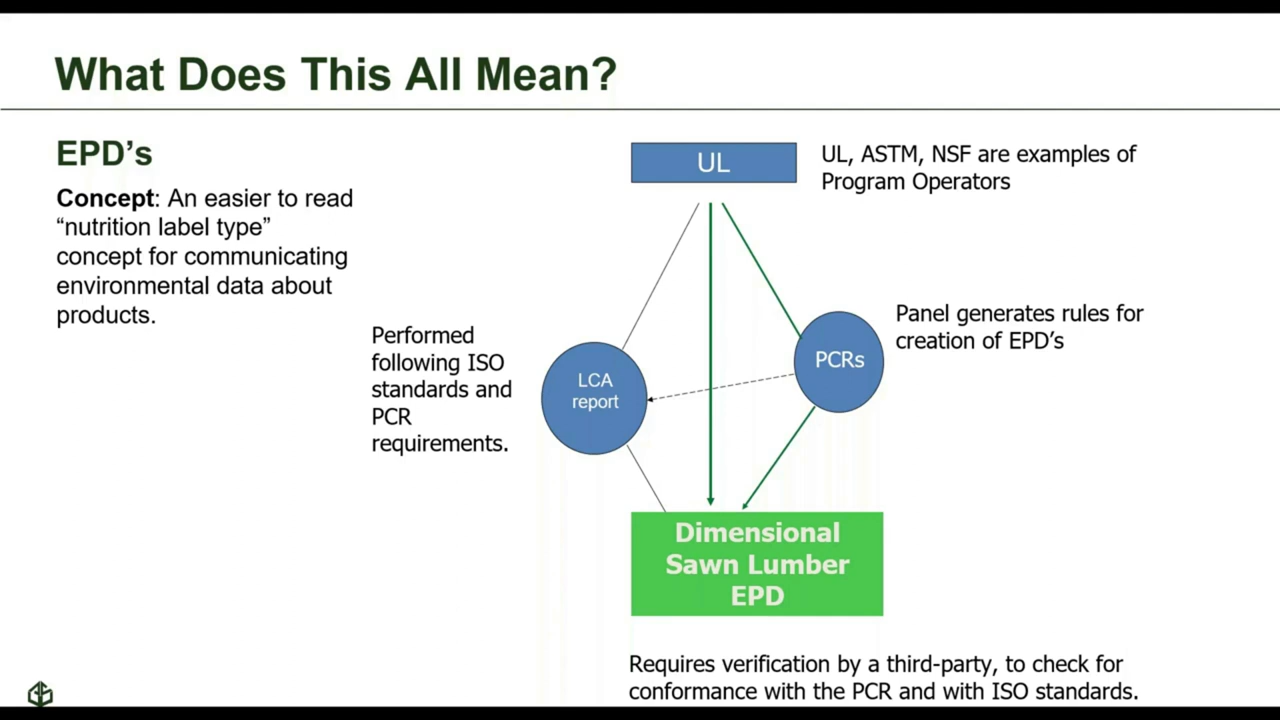 What Does This All Mean?
EPD’s
Concept: An easier to read
“nutrition label type”
concept for communicating
environmental data about
products.
UL
UL, ASTM, NSF are examples of
Program Operators
Performed
following ISO
standards and
PCR
requirements.
LCA
report
PCRs
Panel generates rules for
creation of EPD’s
Dimensional
Sawn Lumber
EPD
Requires verification by a third-party, to check for
conformance with the PCR and with ISO standards.